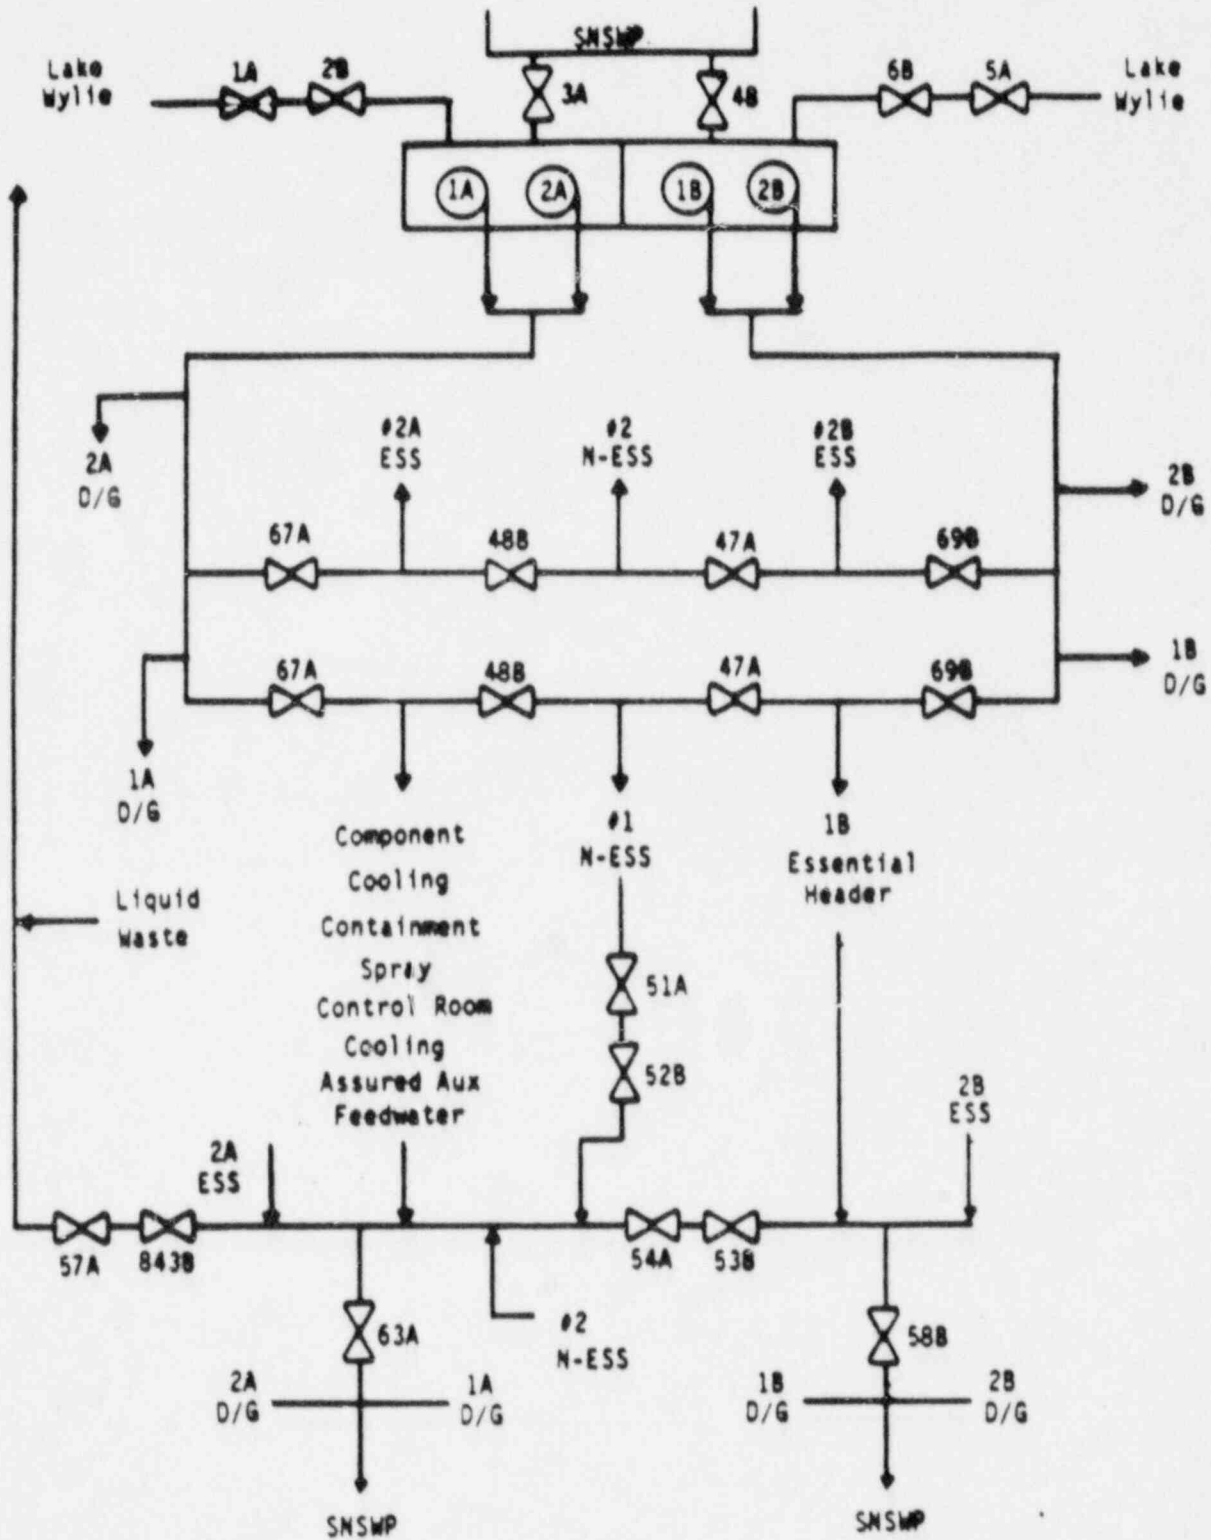 SNSWP
Lake
Wylie
1A
2B
3A
4B
6B
5A
Lake
Wylie
1A
2A
1B
2B
2A
D/G
#2A
ESS
#2
N-ESS
#2B
ESS
2B
D/G
67A
48B
47A
69B
67A
48B
47A
69B
1B
D/G
1A
D/G
Component
Cooling
Containment
Spray
Control Room
Cooling
Assured Aux
Feedwater
#1
N-ESS
1B
Essential
Header
Liquid
Waste
51A
52B
2A
ESS
2B
ESS
57A
843B
54A
53B
63A
#2
N-ESS
58B
2A
D/G
1A
D/G
1B
D/G
2B
D/G
SNSWP
SNSWP